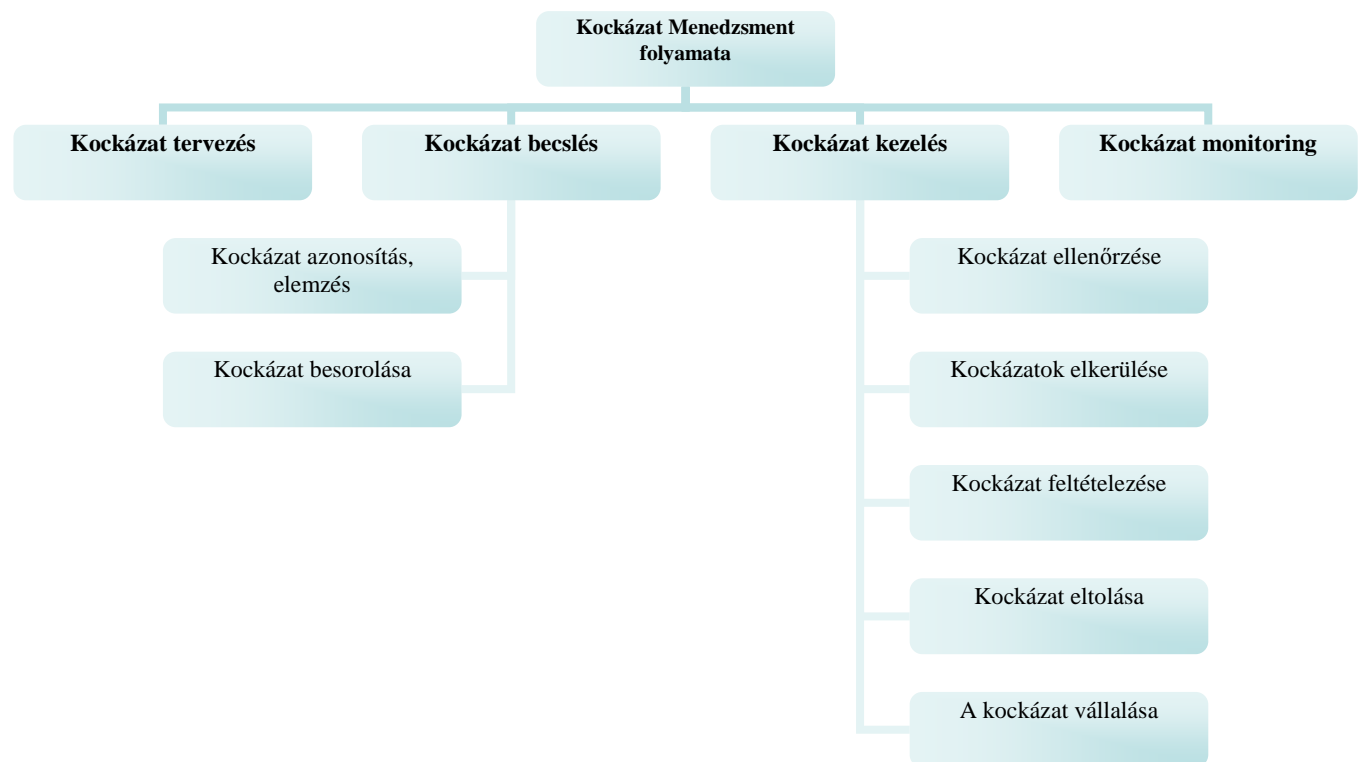 Kockázat Menedzsment
folyamata
Kockázat tervezés
Kockázat becslés
Kockázat kezelés
Kockázat monitoring
Kockázat azonosítás,
elemzés
Kockázat besorolása
Kockázat ellenőrzése
Kockázatok elkerülése
Kockázat feltételezése
Kockázat eltolása
A kockázat vállalása